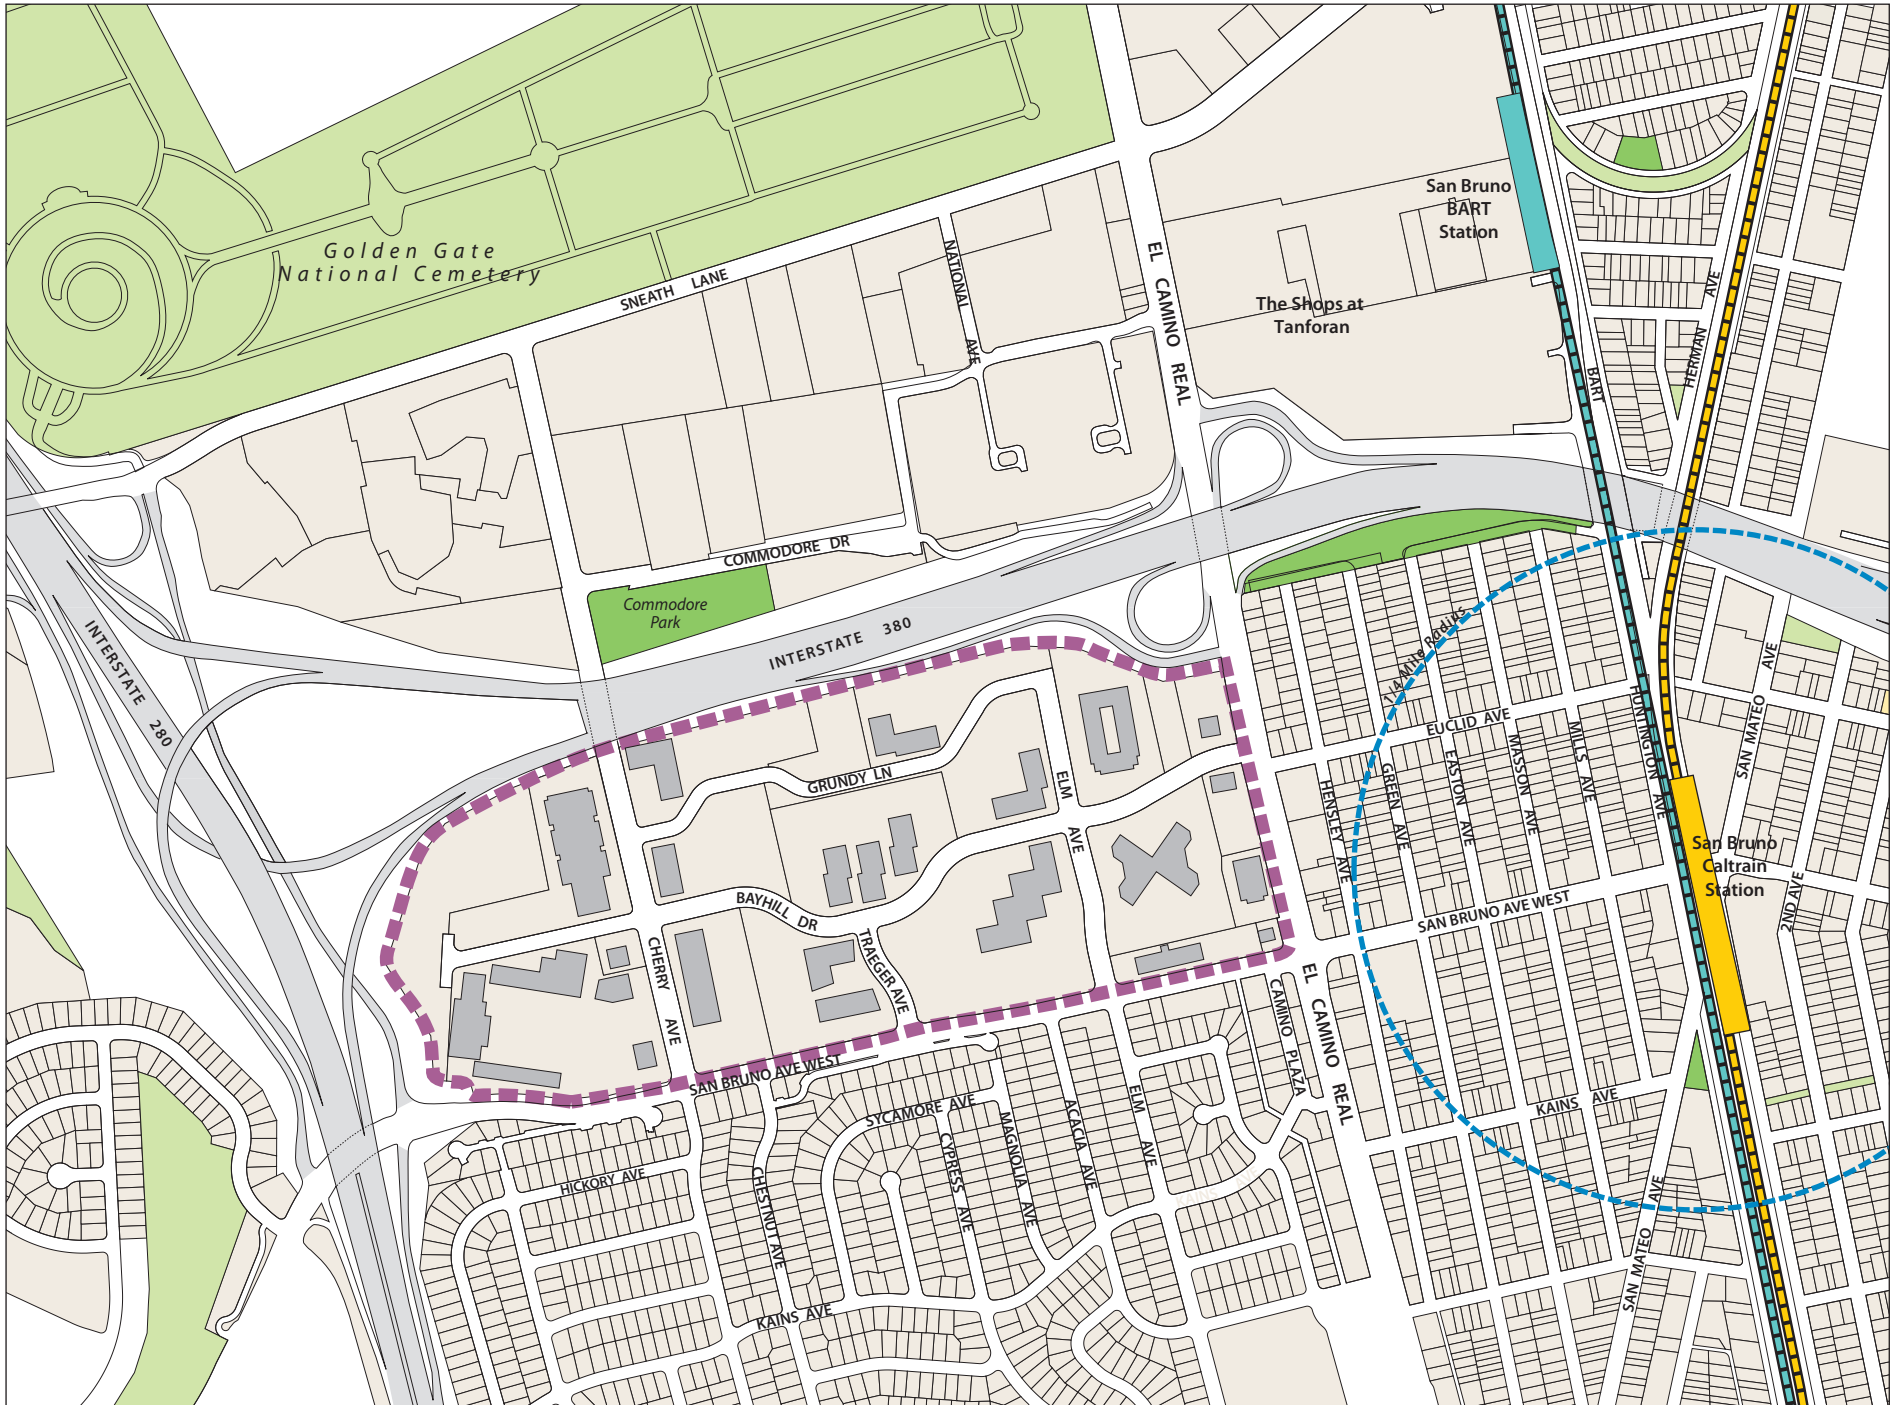 San Bruno
BART
Station
Golden Gate
National Cemetery
SNEATH LANE
NATIONAL AVE
EL CAMINO REAL
The Shops at
Tanforan
AVE
HERMAN
BART
COMMODORE DR
Commodore
Park
INTERSTATE 380
INTERSTATE 280
1/4 Mile Radius
EUCLID AVE
HUNTINGTON AVE
SAN MATEO AVE
GRUNDY LN
ELM AVE
HENSLEY AVE
GREEN AVE
EASTON AVE
MASSON AVE
MILLS AVE
San Bruno
Caltrain
Station
2ND AVE
BAYHILL DR
TRAEGER AVE
CHERRY AVE
SAN BRUNO AVE WEST
EL CAMINO REAL
CAMINO PLAZA
SAN BRUNO AVE WEST
SYCAMORE AVE
CYPRESS AVE
MAGNOLIA AVE
ACACIA AVE
ELM AVE
KAINS AVE
KAINS AVE
HICKORY AVE
CHESTNUT AVE
SAN MATEO AVE
KAINS AVE